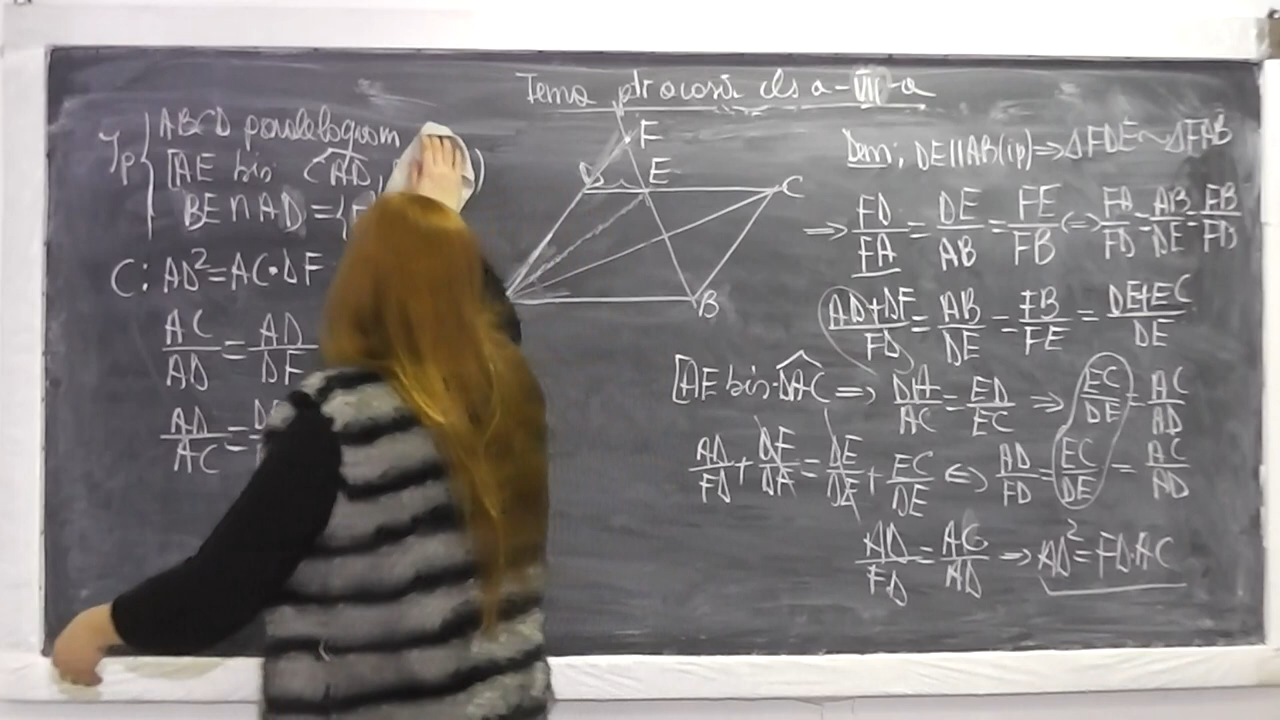 Tema ptr acasă cls a-VII-a
Ip ABCD paralelogram
[AE bis <CAD,
BE∩AD={F
C: AD²=AC•DF
AC/AD=AD/DF
AD/AC=
F
E
C
B
Dem: DE||AB(ip)⇒ΔFDE~ΔFAB
⇒FD/FA=DE/AB=FE/FB⇔FA/FD=AB/DE=FB/FD
AD+DF/FD=AB/DE=FB/FE=DE+EC/DE
[AE bis DAC⇒DA/AC=ED/EC⇒EC/DE=AC/AD
AD/FD+DF/DA=DE/DE+EC/DE⇔AD/FD=EC/DE=AC/AD
AD/FD=AC/AD⇒AD²=FD•AC